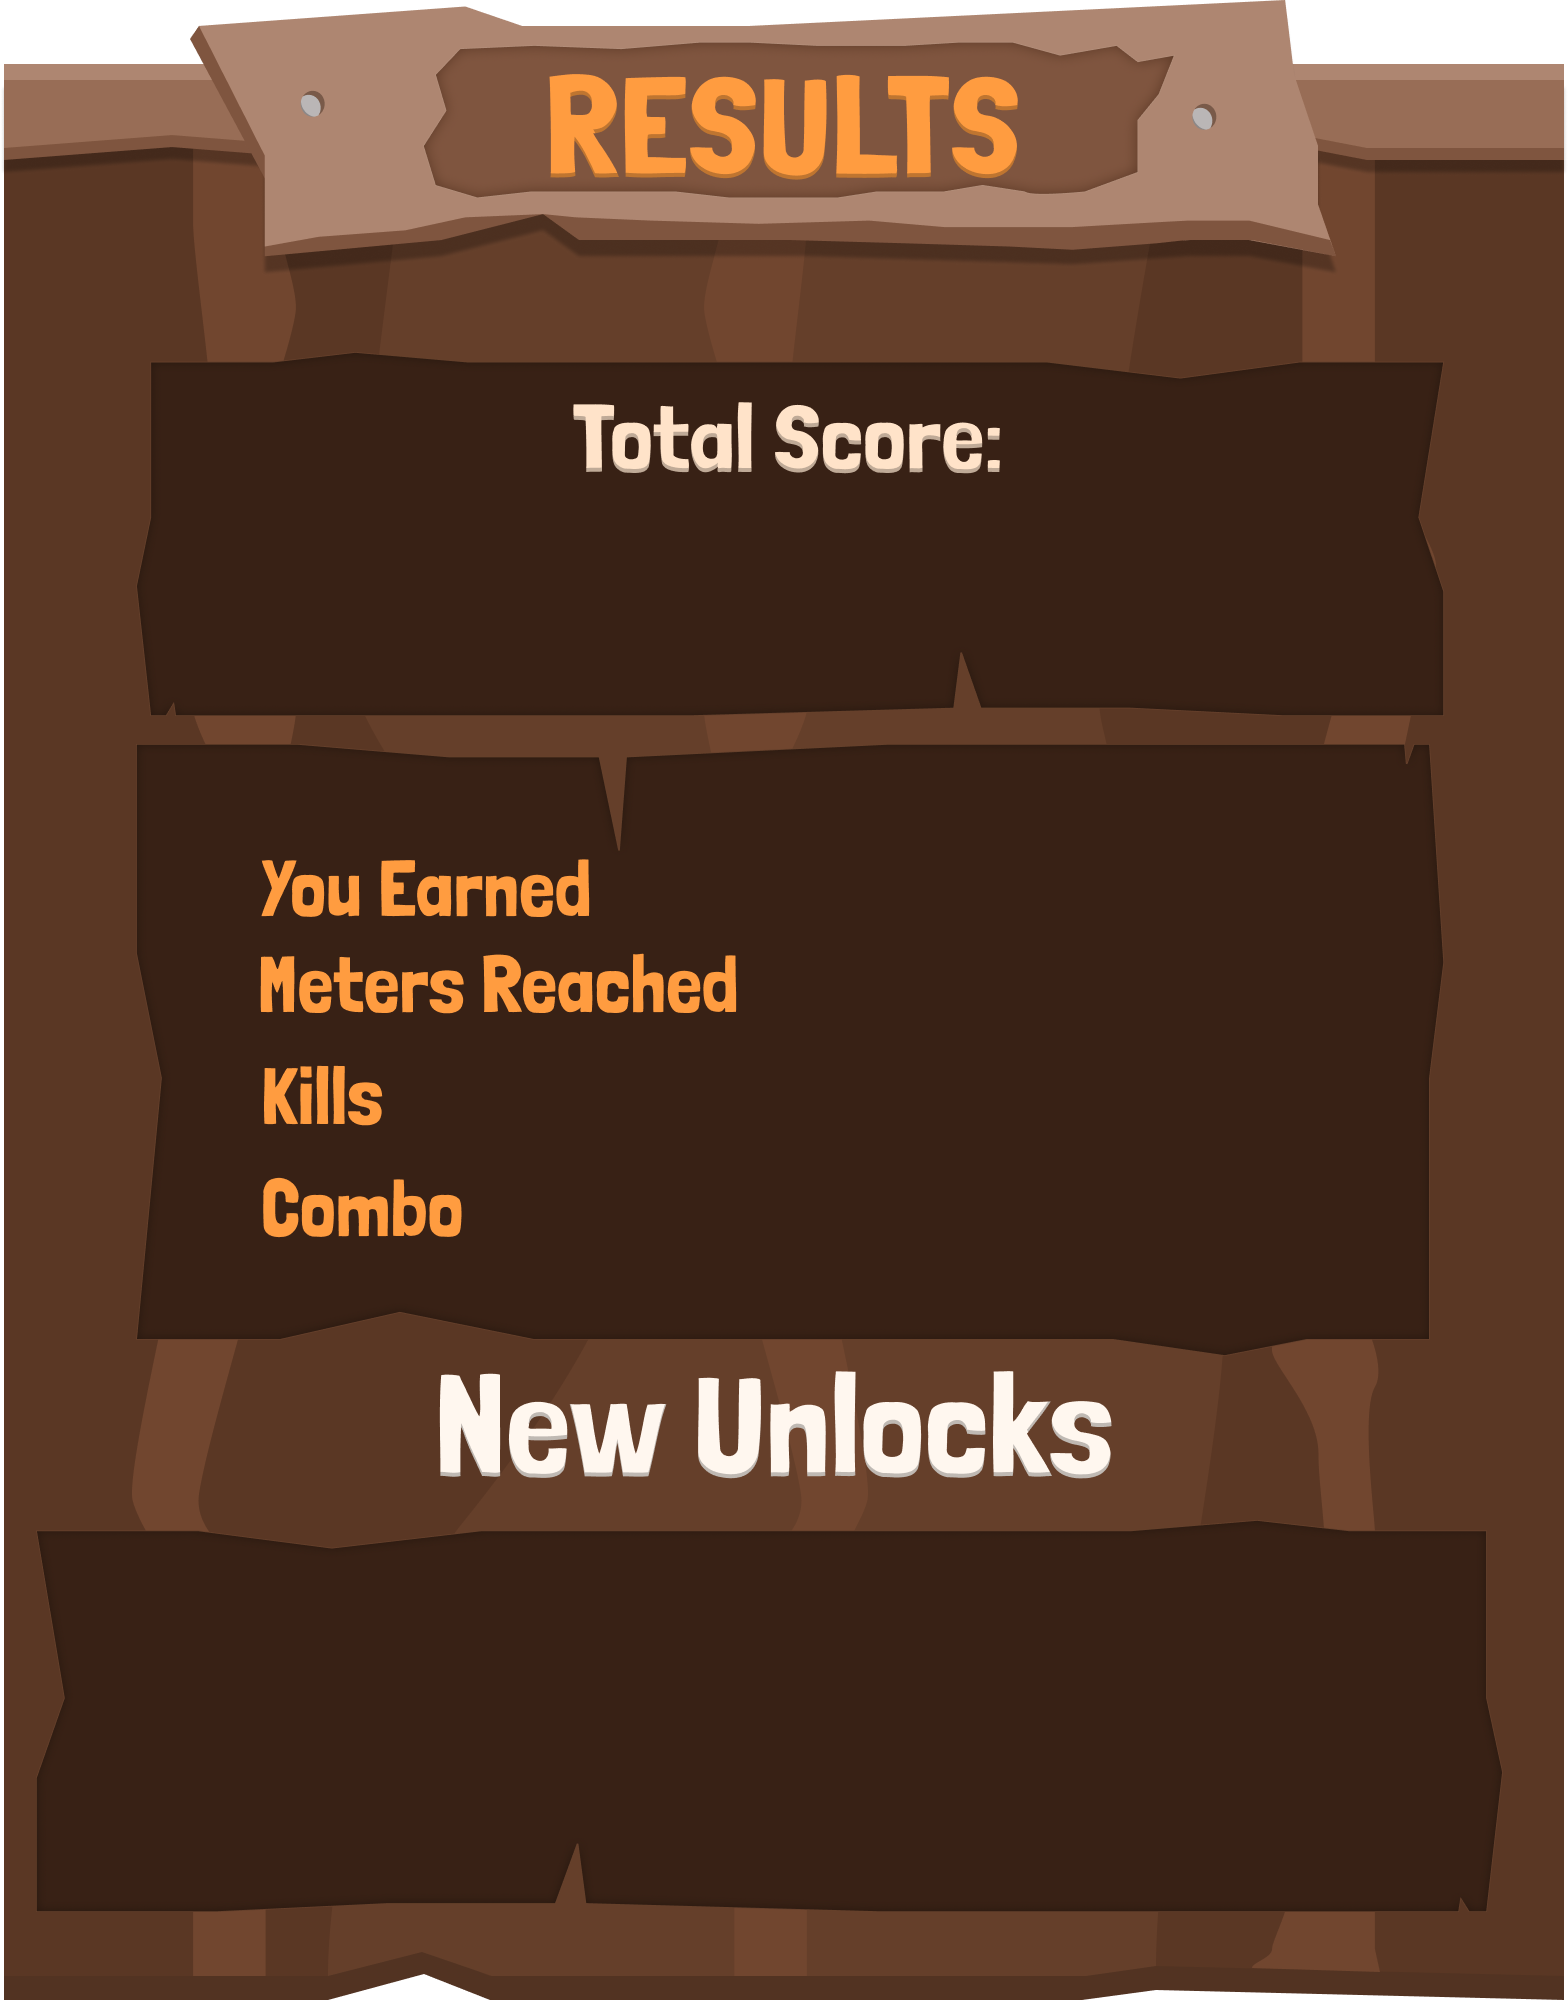 RESULTS
Total Score:
You Earned
Meters Reached
Kills
Combo
New Unlocks